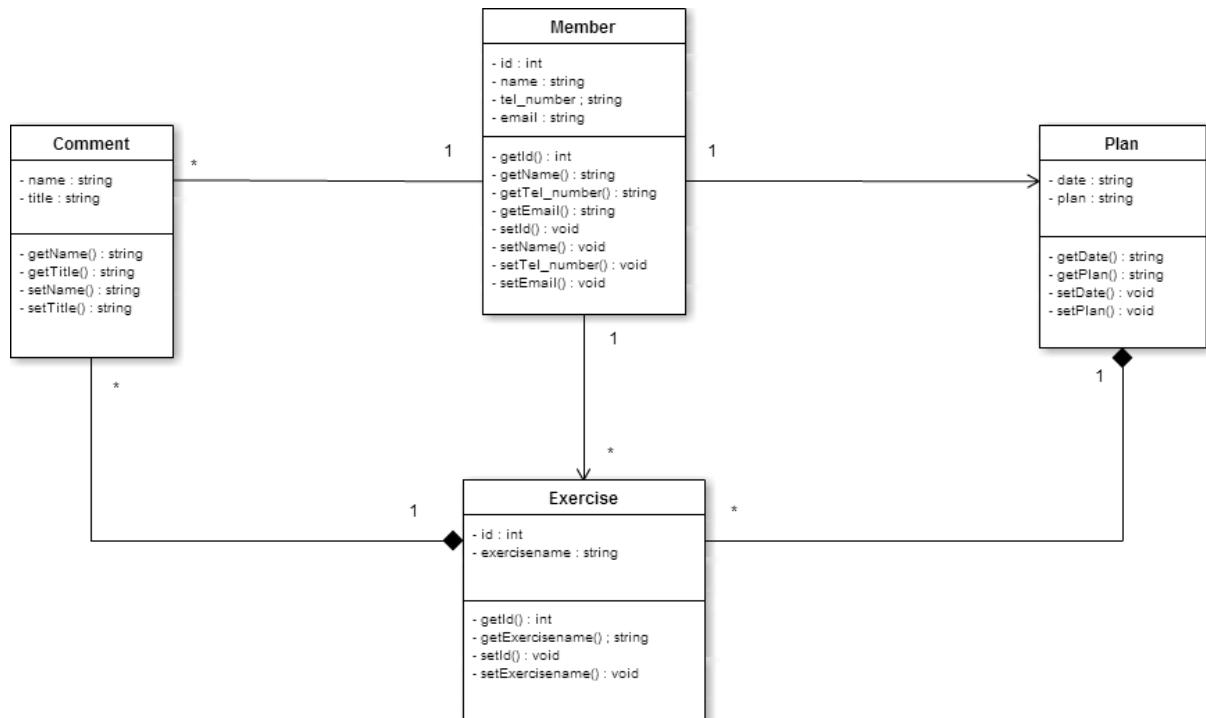 Member
- id : int
- name : string
- tel_number ; string
- email : string
- getId() : int
- getName() : string
- getTel_number() : string
- getEmail() : string
- setId() : void
- setName() : void
- setTel_number() : void
- setEmail() : void
Comment
- name : string
- title : string
- getName() : string
- getTitle() : string
- setName() : string
- setTitle() : string
* 1
1
Plan
- date : string
- plan : string
- getDate() : string
- getPlan() : string
- setDate() : void
- setPlan() : void
1
*
1
*
1
*
Exercise
- id : int
- exercisename : string
- getId() : int
- getExercisename() ; string
- setId() : void
- setExercisename() : void